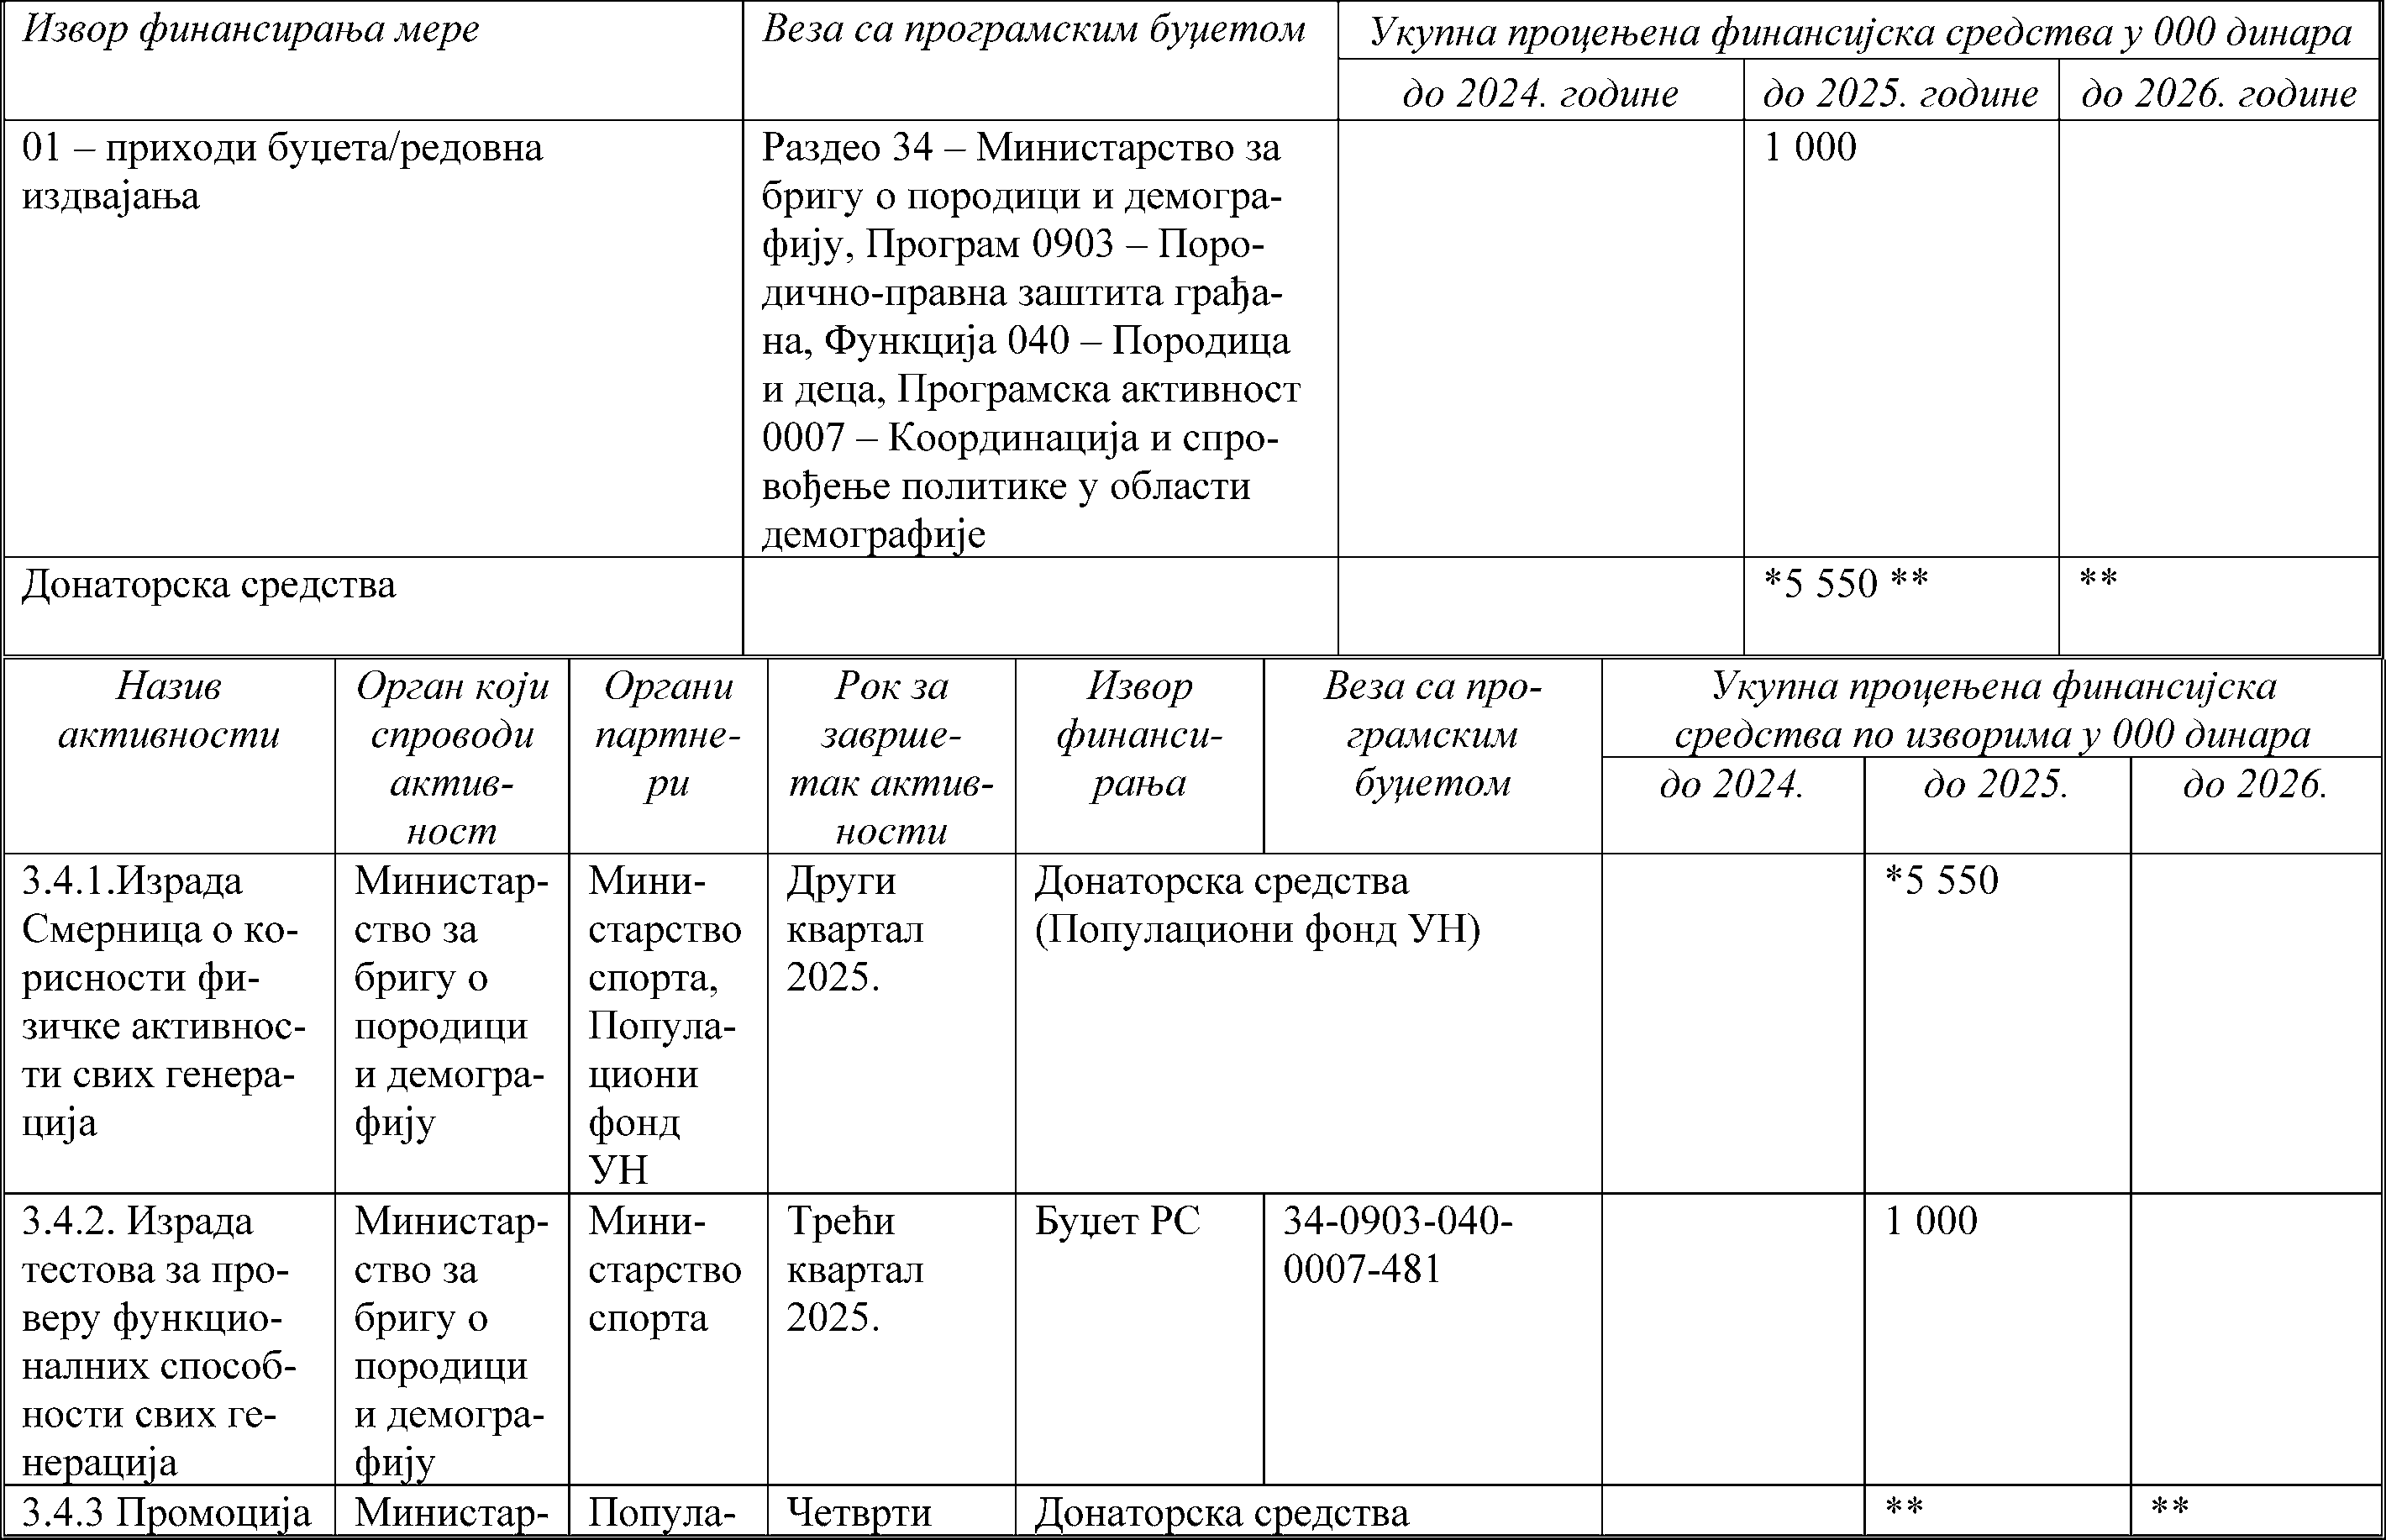 Извор финансирања мере
Веза са програмским буџетом
Укупна процењена финансијска средства у 000 динара
до 2024. године
до 2025. године
до 2026. године
01 – приходи буџета/редовна
издвајања
Раздео 34 – Министарство за
бригу о породици и демогра-
фију, Програм 0903 – Поро-
дично-правна заштита грађа-
на, Функција 040 – Породица
и деца, Програмска активност
0007 – Координација и спро-
вођење политике у области
демографије
1 000
Донаторска средства
*5 550 **
**
Назив
активности
Орган који
спроводи
актив-
ност
Органи
партне-
ри
Рок за
заврше-
так актив-
ности
Извор
финанси-
рања
Веза са про-
грамским
буџетом
Укупна процењена финансијска
средства по изворима у 000 динара
до 2024.
до 2025.
до 2026.
3.4.1.Израда
Смерница о ко-
рисности фи-
зичке активнос-
ти свих генера-
ција
Министар-
ство за
бригу о
породици
и демогра-
фију
Мини-
старство
спорта,
Попула-
циони
фонд
УН
Други
квартал
2025.
Донаторска средства
(Популациони фонд УН)
*5 550
3.4.2. Израда
тестова за про-
веру функцио-
налних способ-
ности свих ге-
нерација
Министар-
ство за
бригу о
породици
и демогра-
фију
Мини-
старство
спорта
Трећи
квартал
2025.
Буџет РС
34-0903-040-
0007-481
1 000
3.4.3 Промоција
Министар-
Попула-
Четврти
Донаторска средства
**
**